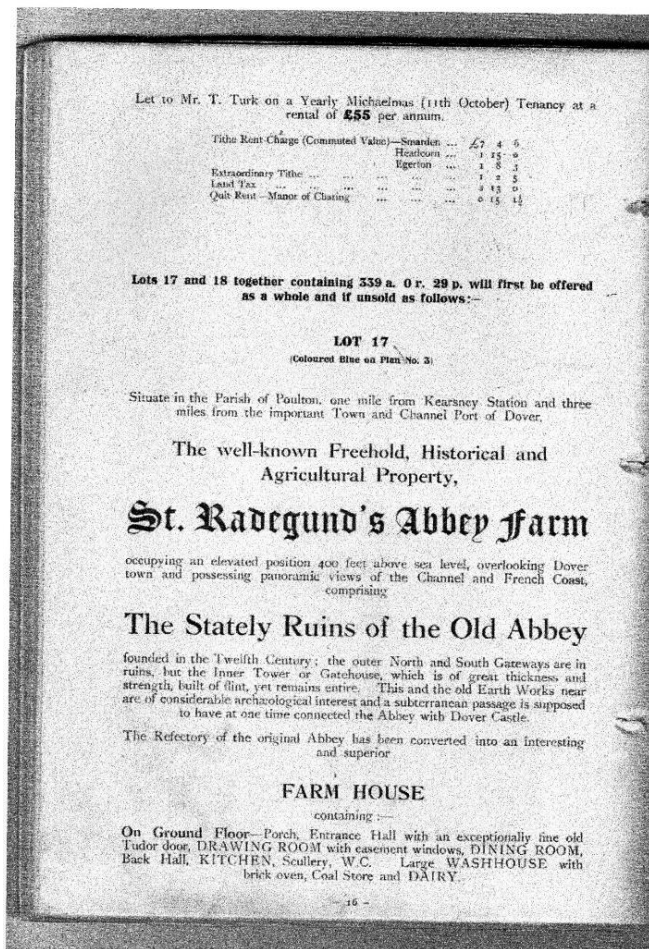 Let to Mr. T. Turk on a Yearly Michaelmas (11th October) Tenancy at a
rental of £55 per annum.
Tithe Rent Charge (Commuted Value)—Smarden ... £7 4 6
Headcorn ... 1 15 0
Egerton ... 1 8 5
Extraordinary Tithe ... ... ... ... ... 1 2 5
Land Tax ... ... ... ... ... ... 13 0
Quit Rent—Manor of Charing ... ... ... 0 15 1½
Lots 17 and 18 together containing 339 a. 0 r. 29 p. will first be offered
as a whole and if unsold as follows:—
LOT 17
(Coloured Blue on Plan No. 3)
Situate in the Parish of Poulton, one mile from Kearsney Station and three
miles from the important Town and Channel Port of Dover.
The well-known Freehold, Historical and
Agricultural Property,
St. Radegund's Abbey Farm
occupying an elevated position 400 feet above sea level, overlooking Dover
town and possessing panoramic views of the Channel and French Coast,
comprising
The Stately Ruins of the Old Abbey
founded in the Twelfth Century; the outer North and South Gateways are in
ruins, but the Inner Tower or Gatehouse, which is of great thickness and
strength, built of flint, yet remains entire. This and the old Earth Works near
are of considerable archæological interest and a subterranean passage is supposed
to have at one time connected the Abbey with Dover Castle.
The Refectory of the original Abbey has been converted into an interesting
and superior
FARM HOUSE
containing:—
On Ground Floor—Porch, Entrance Hall with an exceptionally fine old
Tudor door, DRAWING ROOM with casement windows, DINING ROOM,
Back Hall, KITCHEN, Scullery, W.C. Large WASHHOUSE with
brick oven, Coal Store and DAIRY.
— 16 —